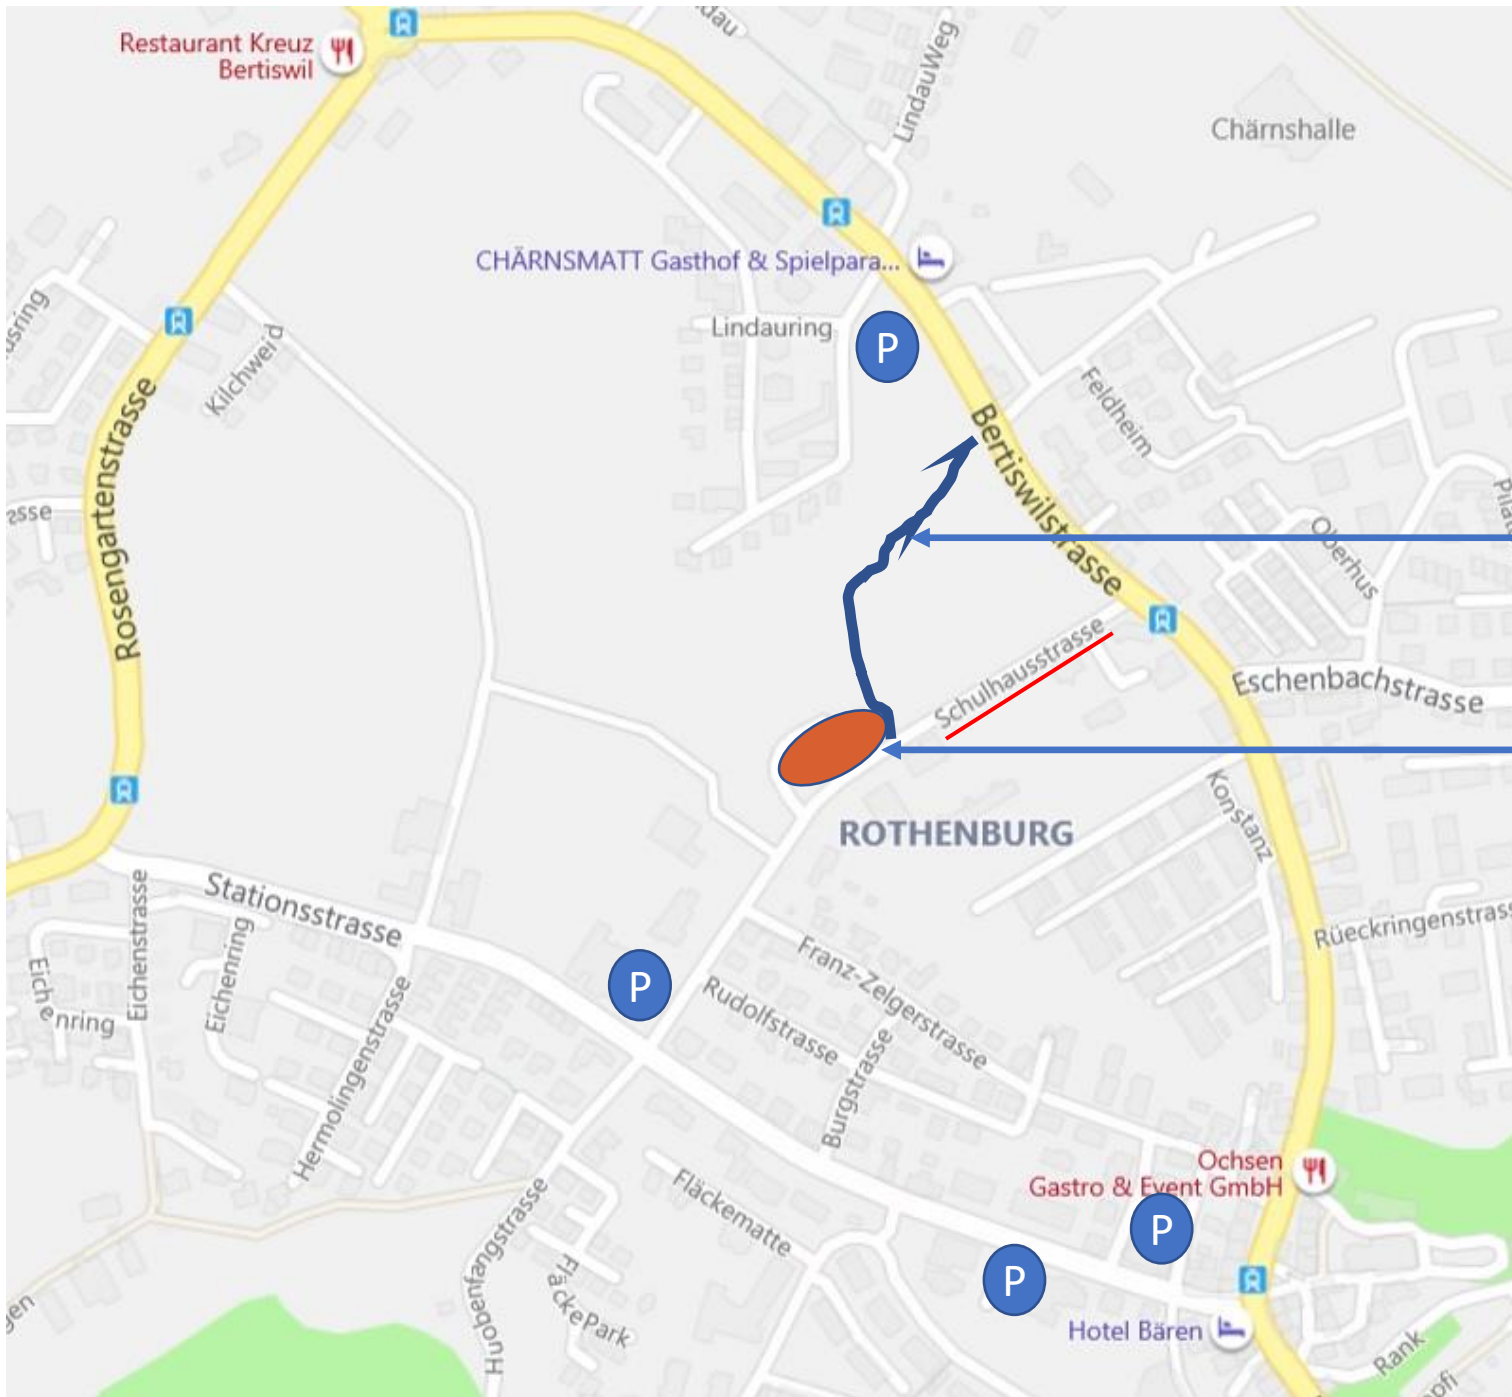 Restaurant Kreuz
Bertiswil
LindauWeg
Chärnshalle
CHÄRNSMATT Gasthof & Spielpara...
Lindauring
P
Kilchweid
Rosengartenstrasse
Bertiswilstrasse
Feldheim
Oberhus
Schulhausstrasse
Eschenbachstrasse
ROTHENBURG
Konstanz
Stationsstrasse
Eichenstrasse
Eichenring
Eichenring
Hermolingenstrasse
P
Franz-Zelgerstrasse
Rudolfstrasse
Burgstrasse
Rüeckringenstrass
Ochsen
Gastro & Event GmbH
P
P
Fläckematte
Huobenfangstrasse
FläckePark
Hotel Bären
Rank